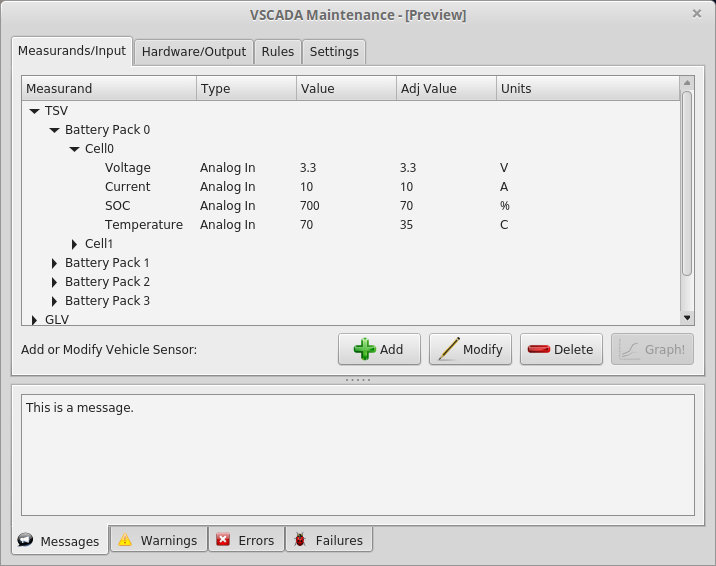 VSCADA Maintenance - [Preview]
Measurands/Input Hardware/Output Rules Settings
Measurand Type Value Adj Value Units
TSV
Battery Pack 0
Cell0
Voltage Analog In 3.3 3.3 V
Current Analog In 10 10 A
SOC Analog In 700 70 %
Temperature Analog In 70 35 C
Cell1
Battery Pack 1
Battery Pack 2
Battery Pack 3
GLV
Add or Modify Vehicle Sensor: Add Modify Delete Graph!
This is a message.
Messages Warnings Errors Failures